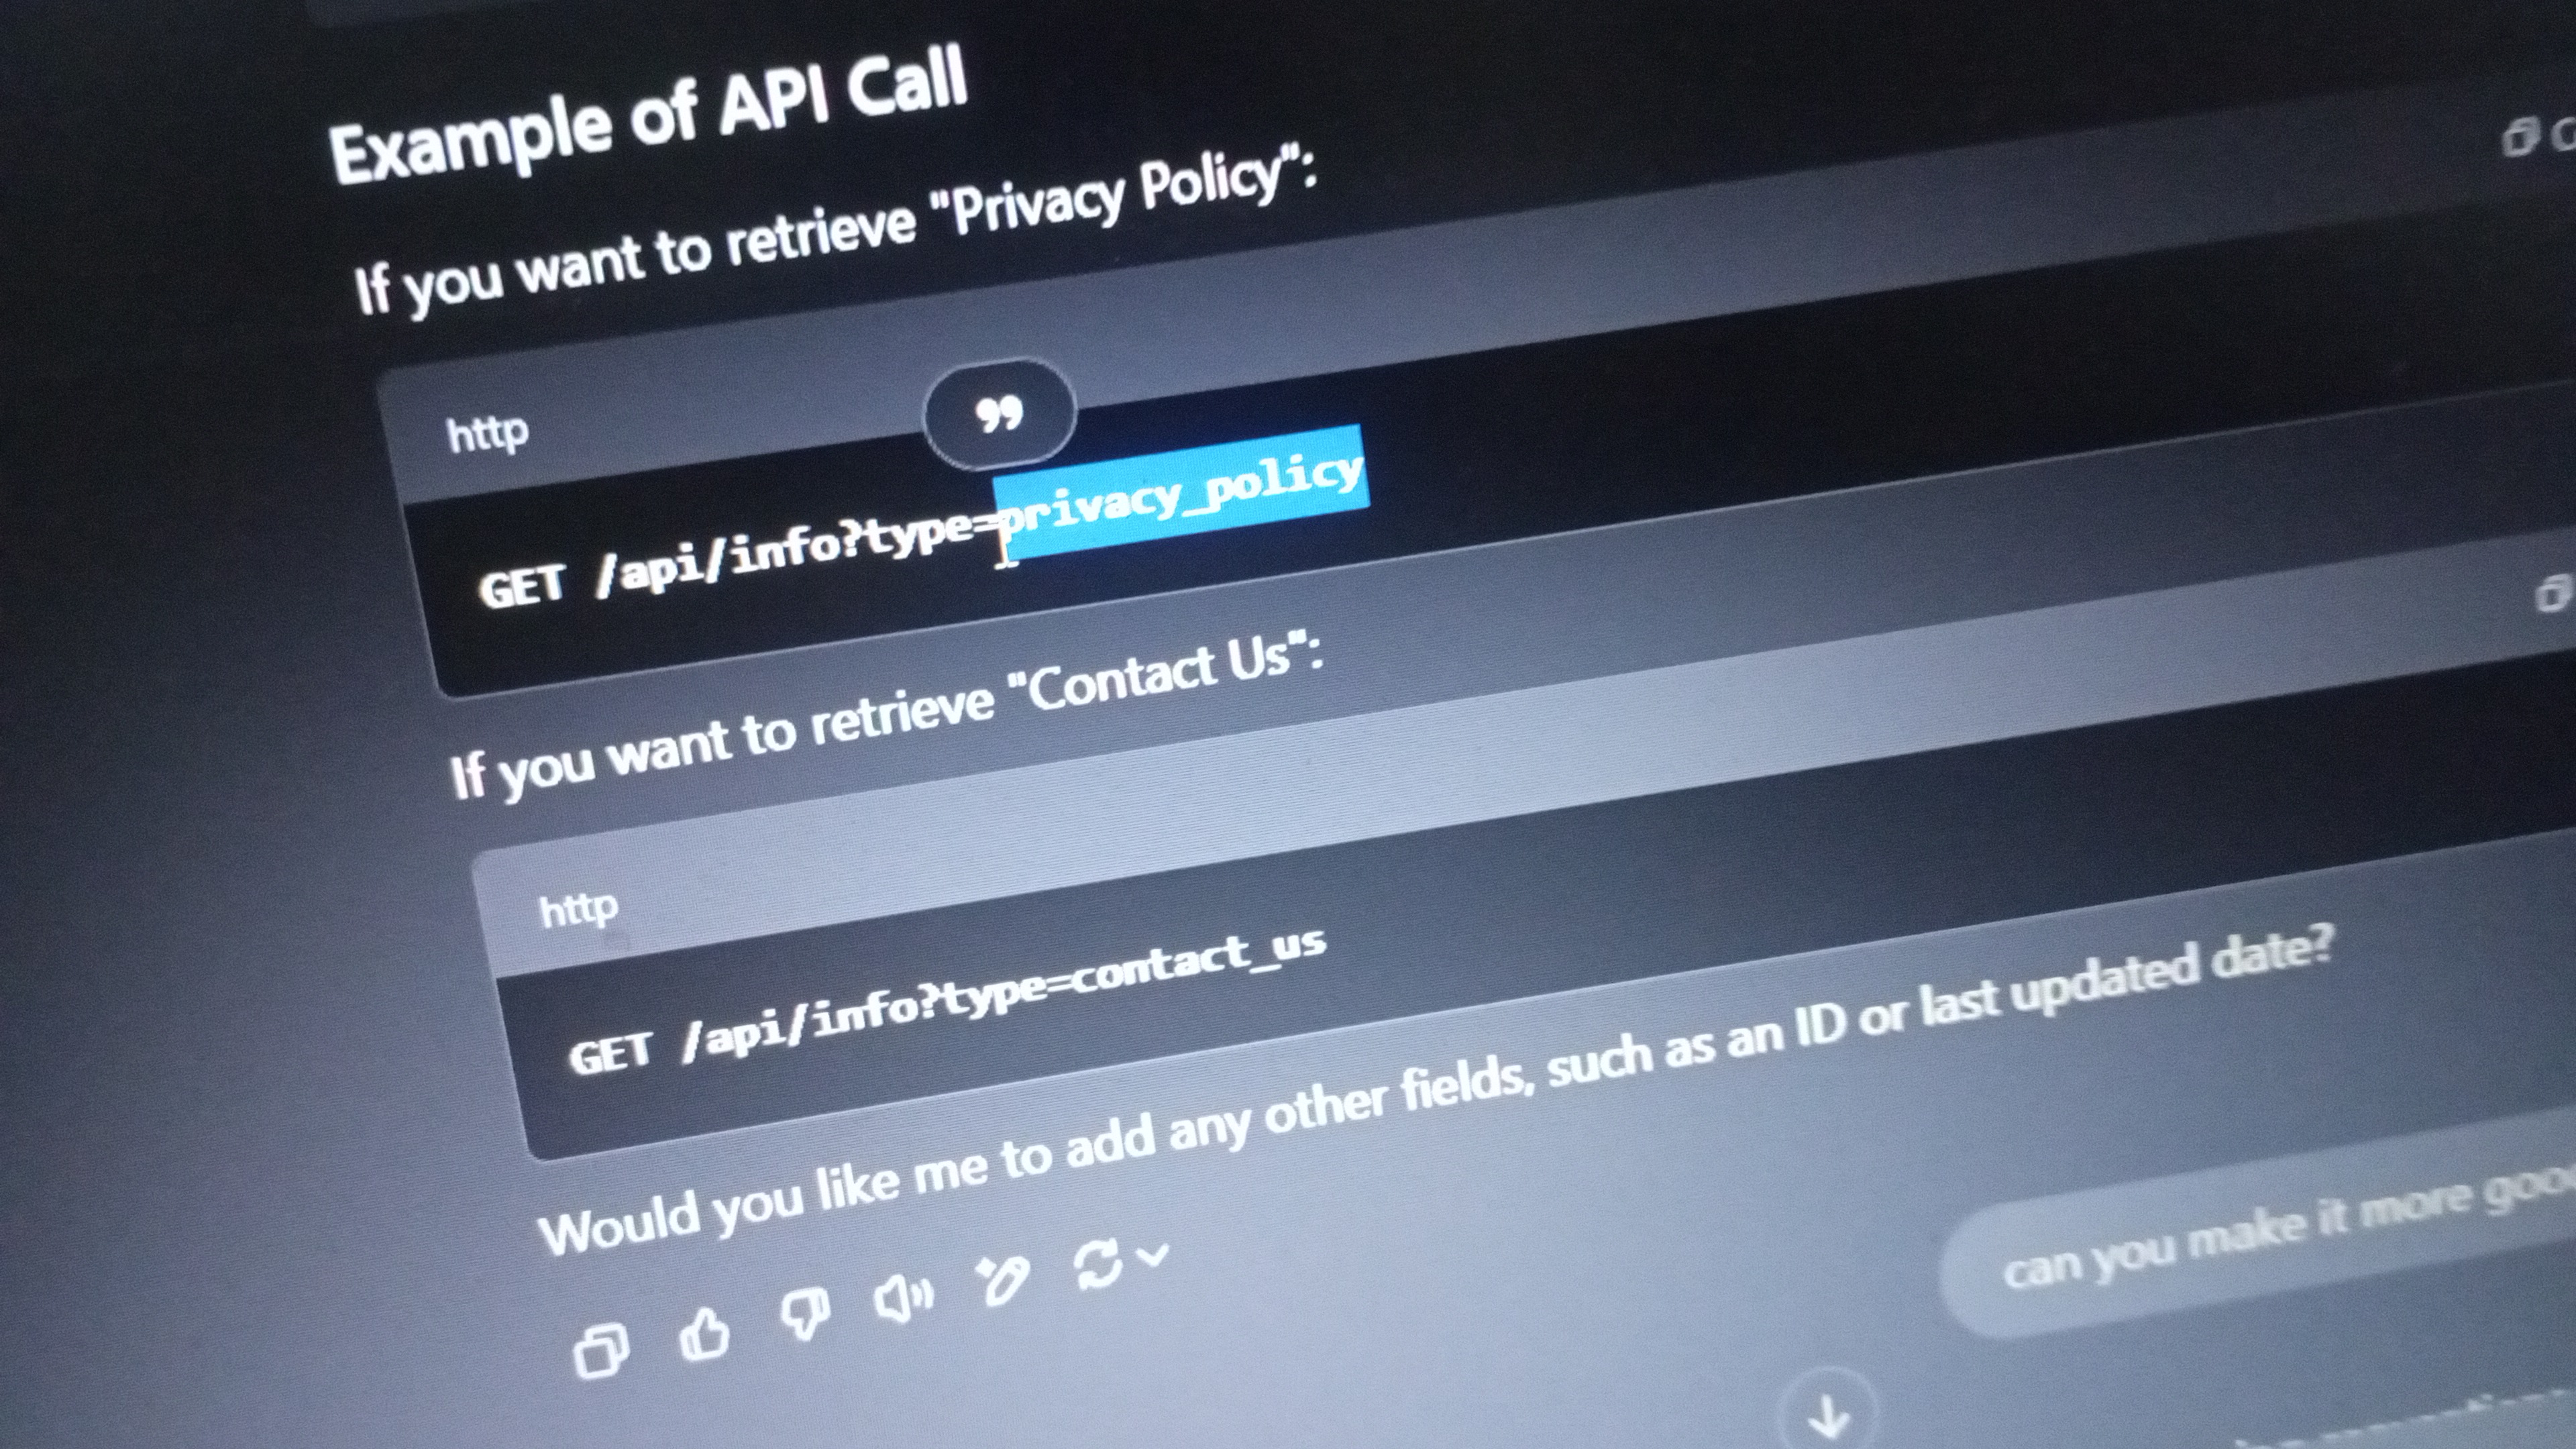 Example of API Call
If you want to retrieve "Privacy Policy":
http
GET /api/info?type=privacy_policy
If you want to retrieve "Contact Us":
http
GET /api/info?type=contact_us
Would you like me to add any other fields, such as an ID or last updated date?
can you make it more good